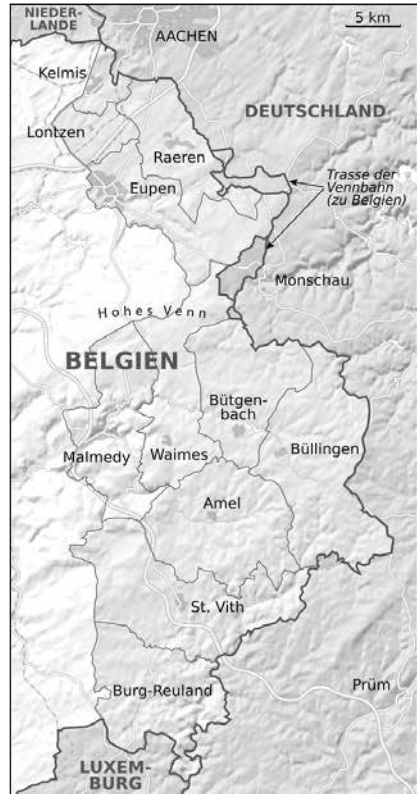 NIEDER-
LANDE
AACHEN
5 km
Kelmis
DEUTSCHLAND
Lontzen
Raeren
Eupen
Trasse der
Vennbahn
(zu Belgien)
Monschau
Hohes Venn
BELGIEN
Bütgen-
bach
Malmedy
Waimes
Büllingen
Amel
St. Vith
Burg-Reuland
Prüm
LUXEM-
BURG